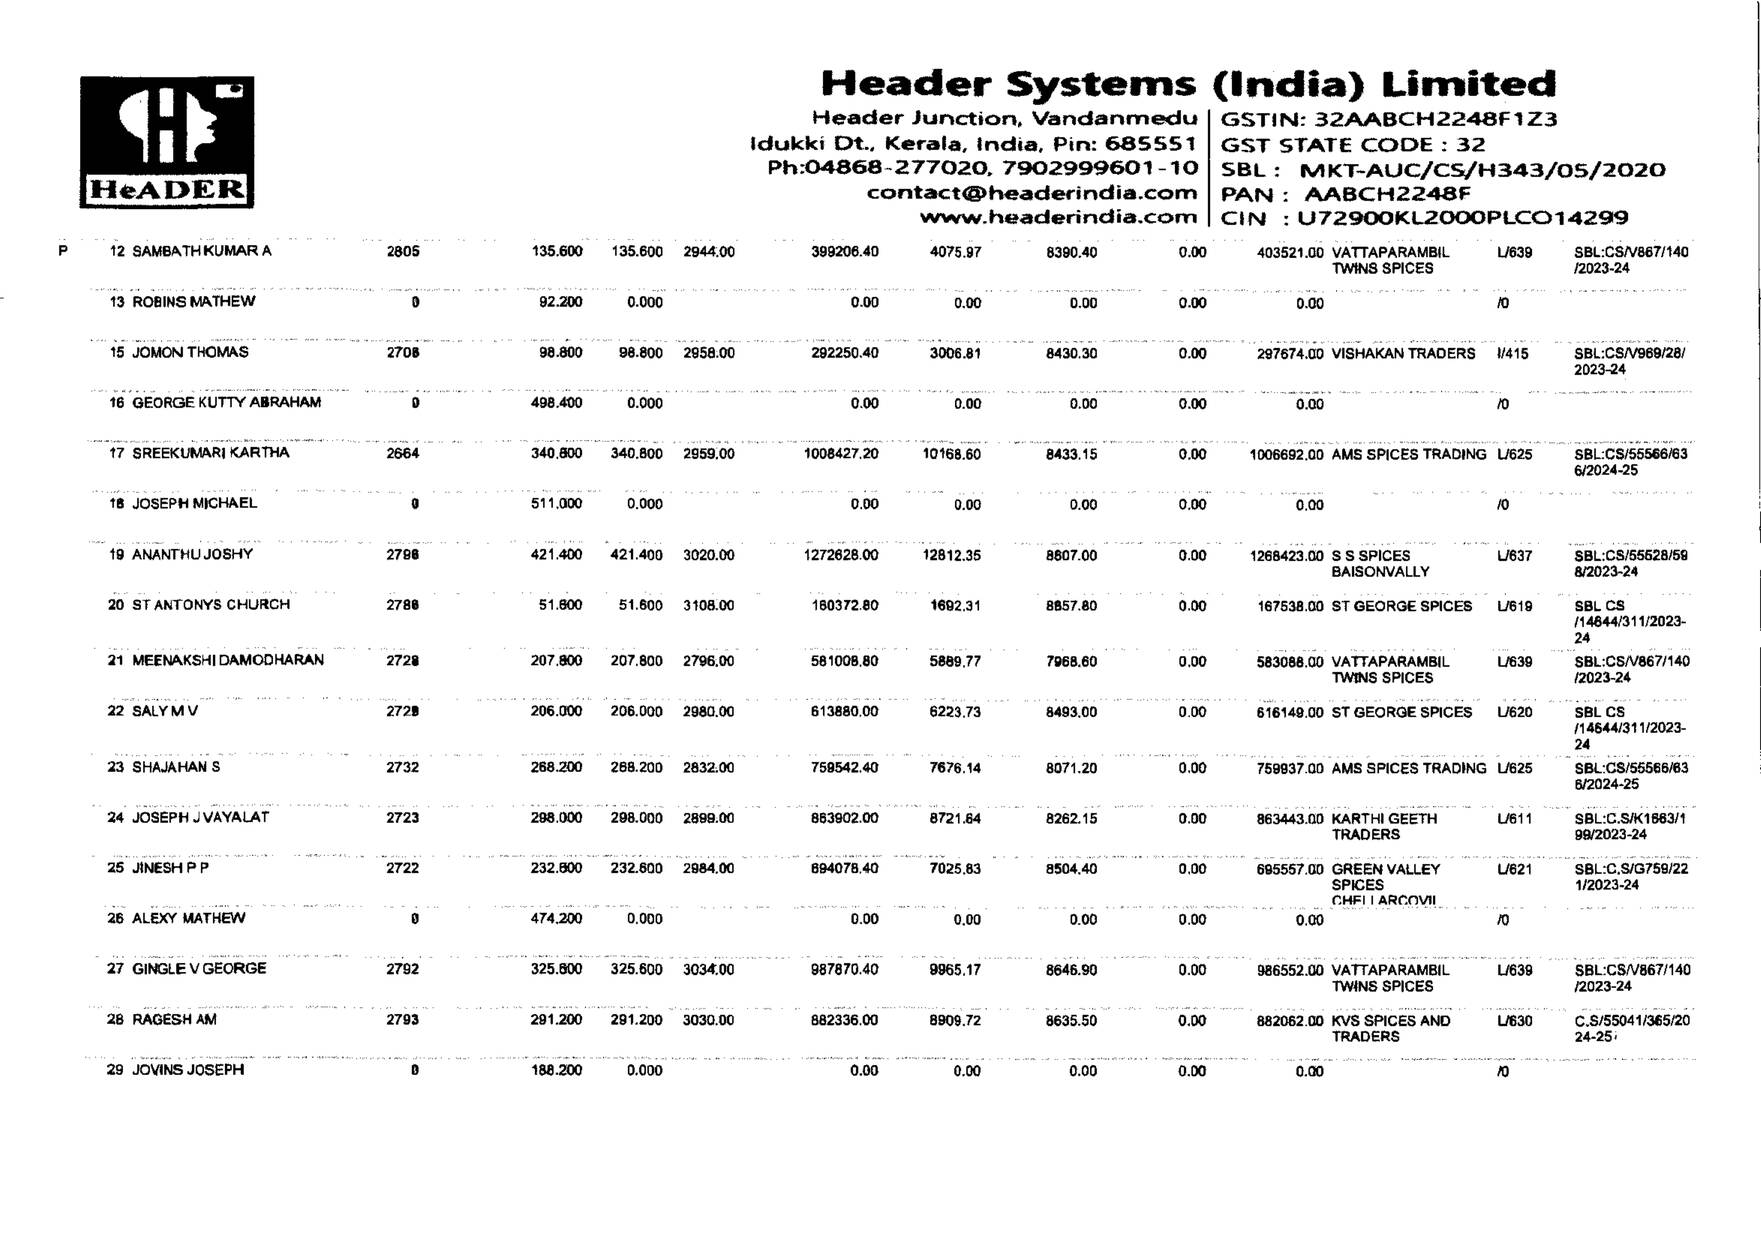 HeADER
Header Systems (India) Limited
Header Junction, Vandanmedu
Idukki Dt., Kerala, India, Pin: 685551
Ph:04868-277020, 7902999601-10
contact@headerindia.com
www.headerindia.com
GSTIN: 32AABCH2248F1Z3
GST STATE CODE : 32
SBL : MKT-AUC/CS/H343/05/2020
PAN : AABCH2248F
CIN : U72900KL2000PLCO14299
P 12 SAMBATH KUMAR A 2805 135.600 135.600 2944.00 399206.40 4075.97 8390.40 0.00 403521.00 VATTAPARAMBIL L/639 SBL:CS/V867/140
TWINS SPICES /2023-24
13 ROBINS MATHEW 0 92.200 0.000 0.00 0.00 0.00 0.00 0.00 /0
15 JOMON THOMAS 2708 98.800 98.800 2958.00 292250.40 3006.81 8430.30 0.00 297674.00 VISHAKAN TRADERS I/415 SBL:CS/V969/28/
2023-24
16 GEORGE KUTTY ABRAHAM 0 498.400 0.000 0.00 0.00 0.00 0.00 0.00 /0
17 SREEKUMARI KARTHA 2664 340.800 340.800 2959.00 1008427.20 10168.60 8433.15 0.00 1006692.00 AMS SPICES TRADING L/625 SBL:CS/55566/63
6/2024-25
18 JOSEPH MICHAEL 0 511.000 0.000 0.00 0.00 0.00 0.00 0.00 /0
19 ANANTHU JOSHY 2796 421.400 421.400 3020.00 1272628.00 12812.35 8607.00 0.00 1268423.00 S S SPICES L/637 SBL:CS/55528/59
BAISONVALLY 8/2023-24
20 ST ANTONYS CHURCH 2786 51.600 51.600 3108.00 160372.80 1692.31 8857.80 0.00 167538.00 ST GEORGE SPICES L/619 SBL CS
/14644/311/2023-
24
21 MEENAKSHI DAMODHARAN 2728 207.800 207.800 2796.00 581008.80 5889.77 7968.60 0.00 583088.00 VATTAPARAMBIL L/639 SBL:CS/V867/140
TWINS SPICES /2023-24
22 SALY M V 2728 206.000 206.000 2980.00 613880.00 6223.73 8493.00 0.00 616149.00 ST GEORGE SPICES L/620 SBL CS
/14644/311/2023-
24
23 SHAJAHAN S 2732 268.200 268.200 2832.00 759542.40 7676.14 8071.20 0.00 759937.00 AMS SPICES TRADING L/625 SBL:CS/55566/63
6/2024-25
24 JOSEPH J VAYALAT 2723 298.000 298.000 2899.00 863902.00 8721.64 8262.15 0.00 863443.00 KARTHI GEETH L/611 SBL:C.S/K1663/1
TRADERS 99/2023-24
25 JINESH P P 2722 232.600 232.600 2984.00 694078.40 7025.83 8504.40 0.00 695557.00 GREEN VALLEY L/621 SBL:C.S/G759/22
SPICES 1/2023-24
26 ALEXY MATHEW 0 474.200 0.000 0.00 0.00 0.00 0.00 0.00 /0
27 GINGLE V GEORGE 2792 325.600 325.600 3034.00 987870.40 9965.17 8646.90 0.00 986552.00 VATTAPARAMBIL L/639 SBL:CS/V867/140
TWINS SPICES /2023-24
28 RAGESH AM 2793 291.200 291.200 3030.00 882336.00 8909.72 8635.50 0.00 882062.00 KVS SPICES AND L/630 C.S/55041/365/20
TRADERS 24-25
29 JOVINS JOSEPH 0 188.200 0.000 0.00 0.00 0.00 0.00 0.00 /0